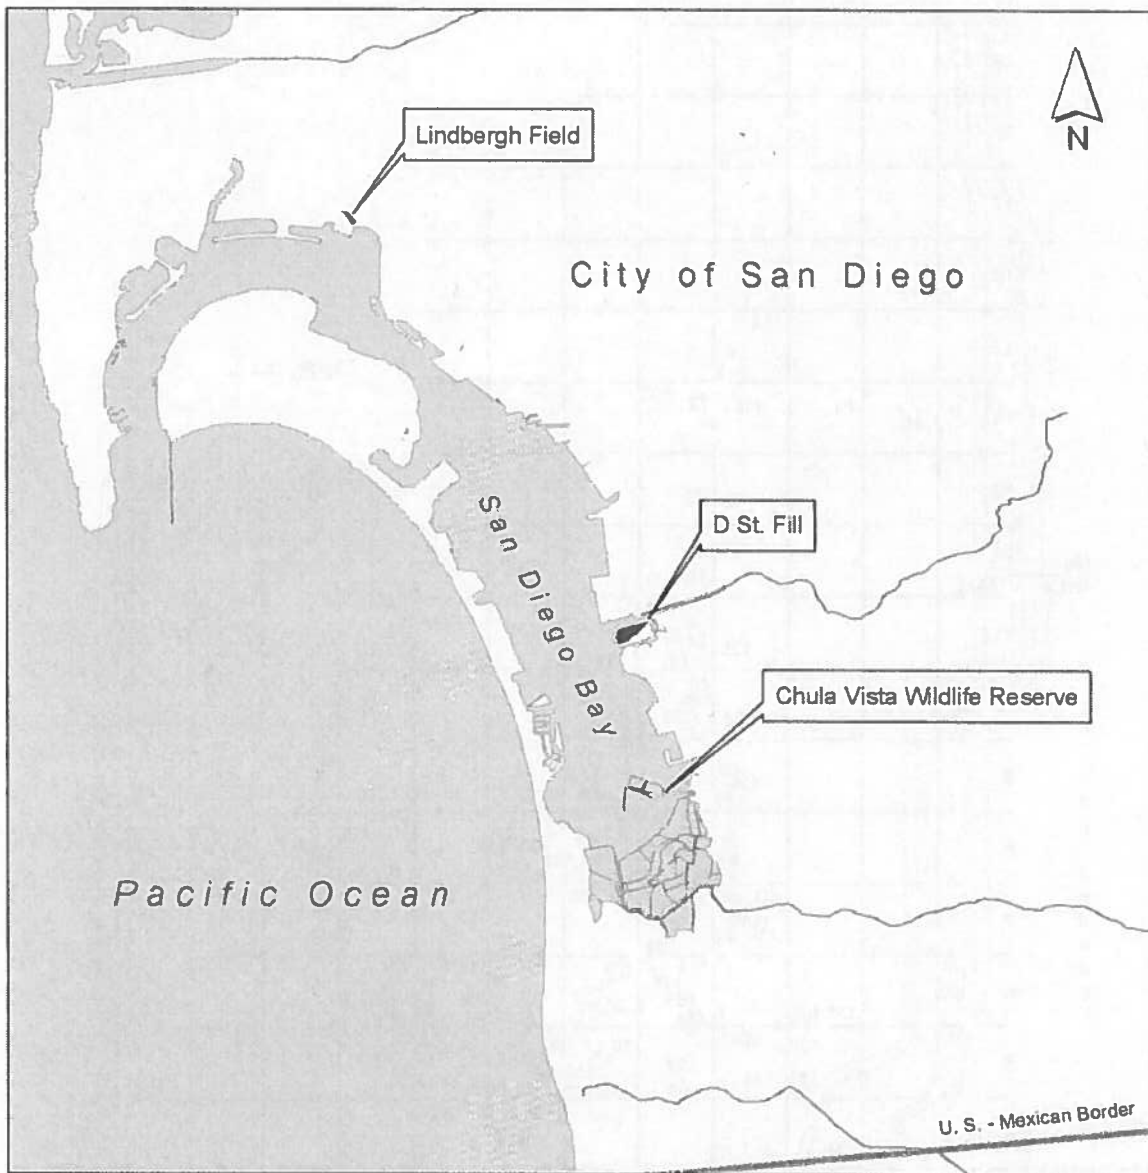 N
Lindbergh Field
City of San Diego
D St. Fill
San Diego Bay
Chula Vista Wildlife Reserve
Pacific Ocean
U. S. - Mexican Border